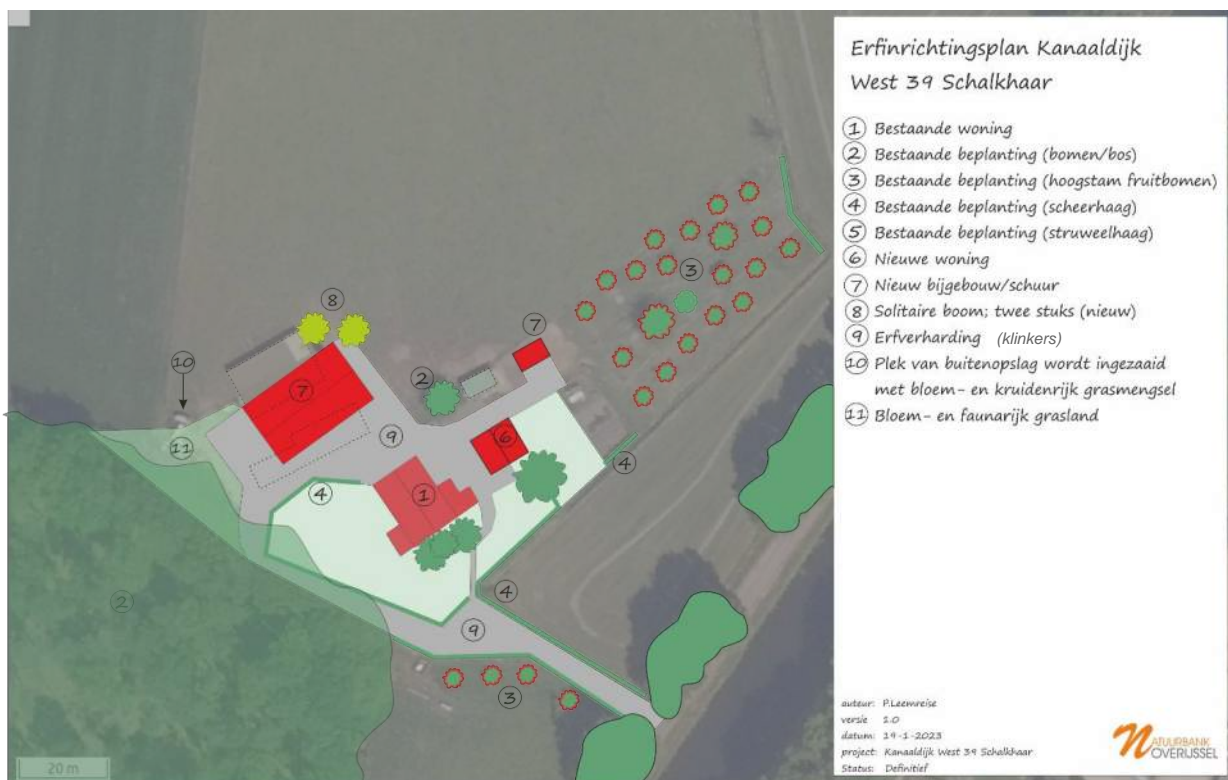 Erfinrichtingsplan Kanaaldijk
West 39 Schalkhaar
1 Bestaande woning
2 Bestaande beplanting (bomen/bos)
3 Bestaande beplanting (hoogstam fruitbomen)
4 Bestaande beplanting (scheerhaag)
5 Bestaande beplanting (struweelhaag)
6 Nieuwe woning
7 Nieuw bijgebouw/schuur
8 Solitaire boom; twee stuks (nieuw)
9 Erfverharding (klinkers)
10 Plek van buitenopslag wordt ingezaaid
met bloem- en kruidenrijk grasmengsel
11 Bloem- en faunarijk grasland
3
8
7
10
2
7
9
6
11
4
4
1
2
4
9
3
20 m
auteur: P.Leemreise
versie 1.0
datum: 19-1-2023
project: Kanaaldijk West 39 Schalkhaar
Status: Definitief
NATUURBANK
OVERIJSSEL